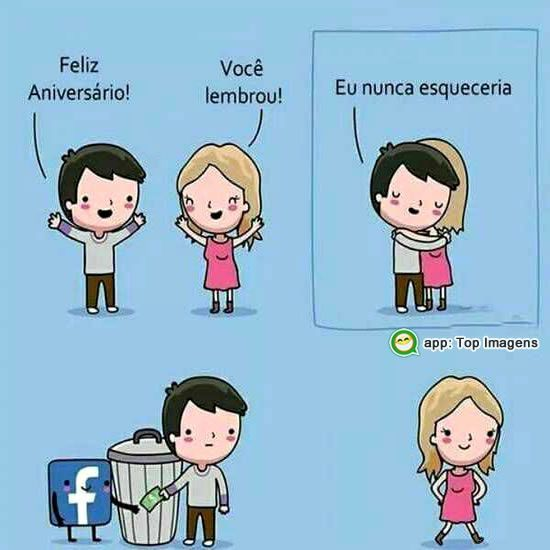 Feliz
Aniversário!
Você
lembrou!
Eu nunca esqueceria
app: Top Imagens
f